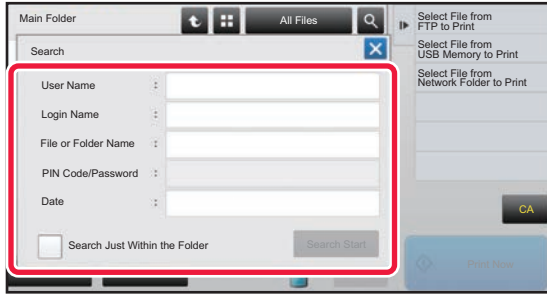 Main Folder
All Files
Select File from
FTP to Print
Search
Select File from
USB Memory to Print
Select File from
Network Folder to Print
User Name :
Login Name :
File or Folder Name :
PIN Code/Password :
Date :
CA
Search Just Within the Folder
Search Start
Print Now